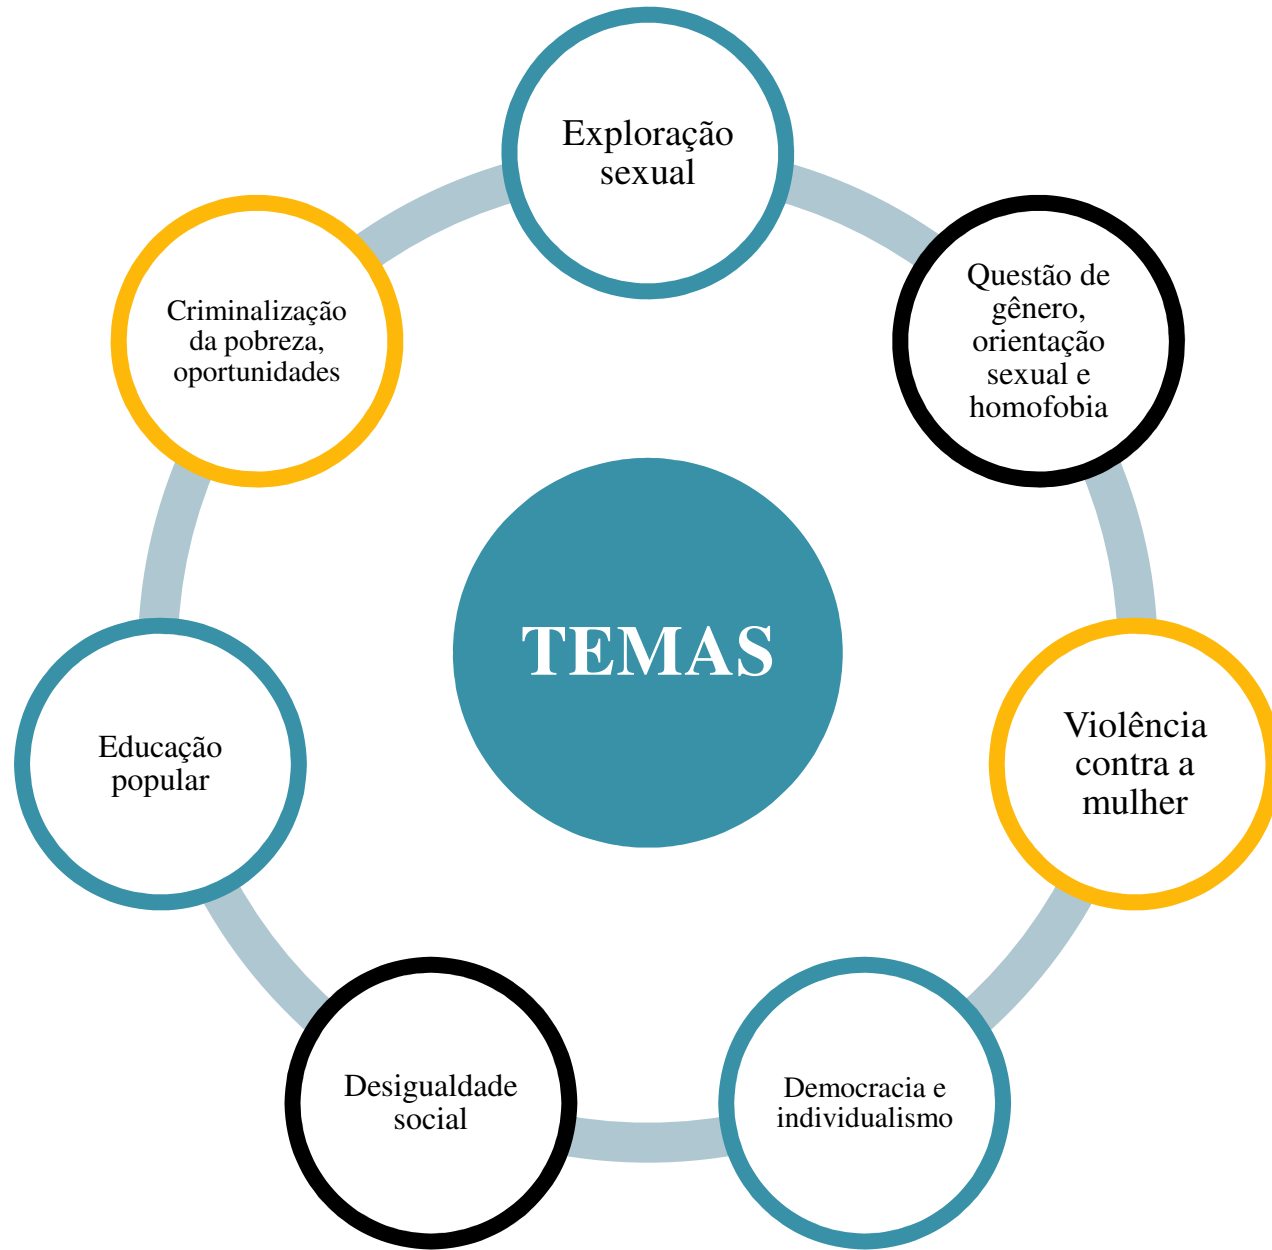 Exploração
sexual
Questão de
gênero,
orientação
sexual e
homofobia
Violência
contra a
mulher
Democracia e
individualismo
Desigualdade
social
Educação
popular
Criminalização
da pobreza,
oportunidades
TEMAS